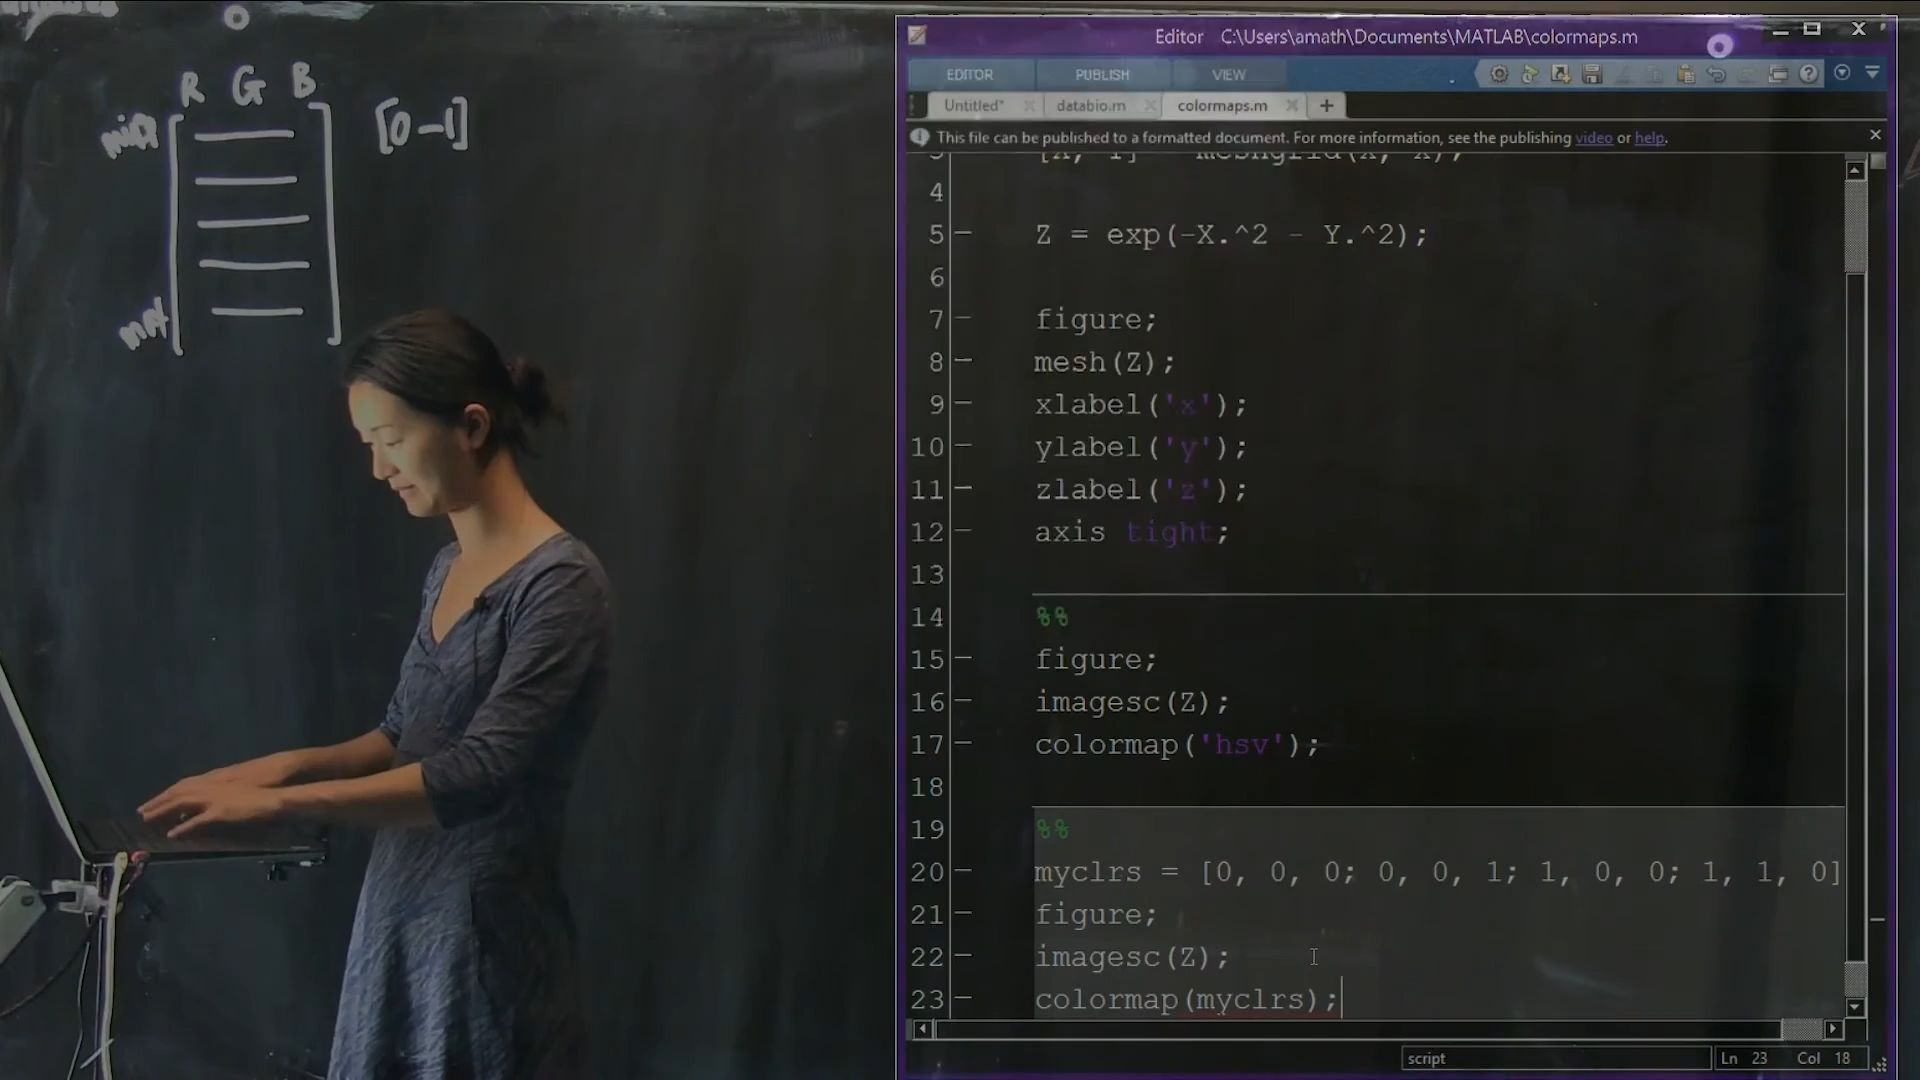 R G B
min
[0-1]
max
Editor C:\Users\amath\Documents\MATLAB\colormaps.m
EDITOR PUBLISH VIEW
Untitled* databio.m colormaps.m
This file can be published to a formatted document. For more information, see the publishing video or help.
4
5 Z = exp(-X.^2 - Y.^2);
6
7 figure;
8 mesh(Z);
9 xlabel('x');
10 ylabel('y');
11 zlabel('z');
12 axis tight;
13
14 %%
15 figure;
16 imagesc(Z);
17 colormap('hsv');
18
19 %%
20 myclrs = [0, 0, 0; 0, 0, 1; 1, 0, 0; 1, 1, 0]
21 figure;
22 imagesc(Z);
23 colormap(myclrs);
script Ln 23 Col 18